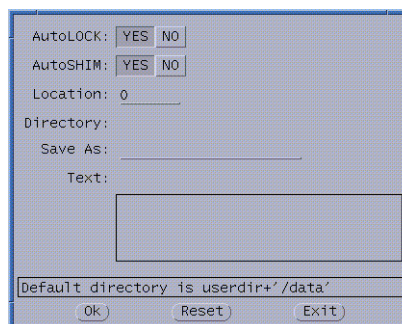 AutoLOCK: YES NO
AutoSHIM: YES NO
Location: 0
Directory:
Save As:
Text:
Default directory is userdir+'/data'
Ok Reset Exit